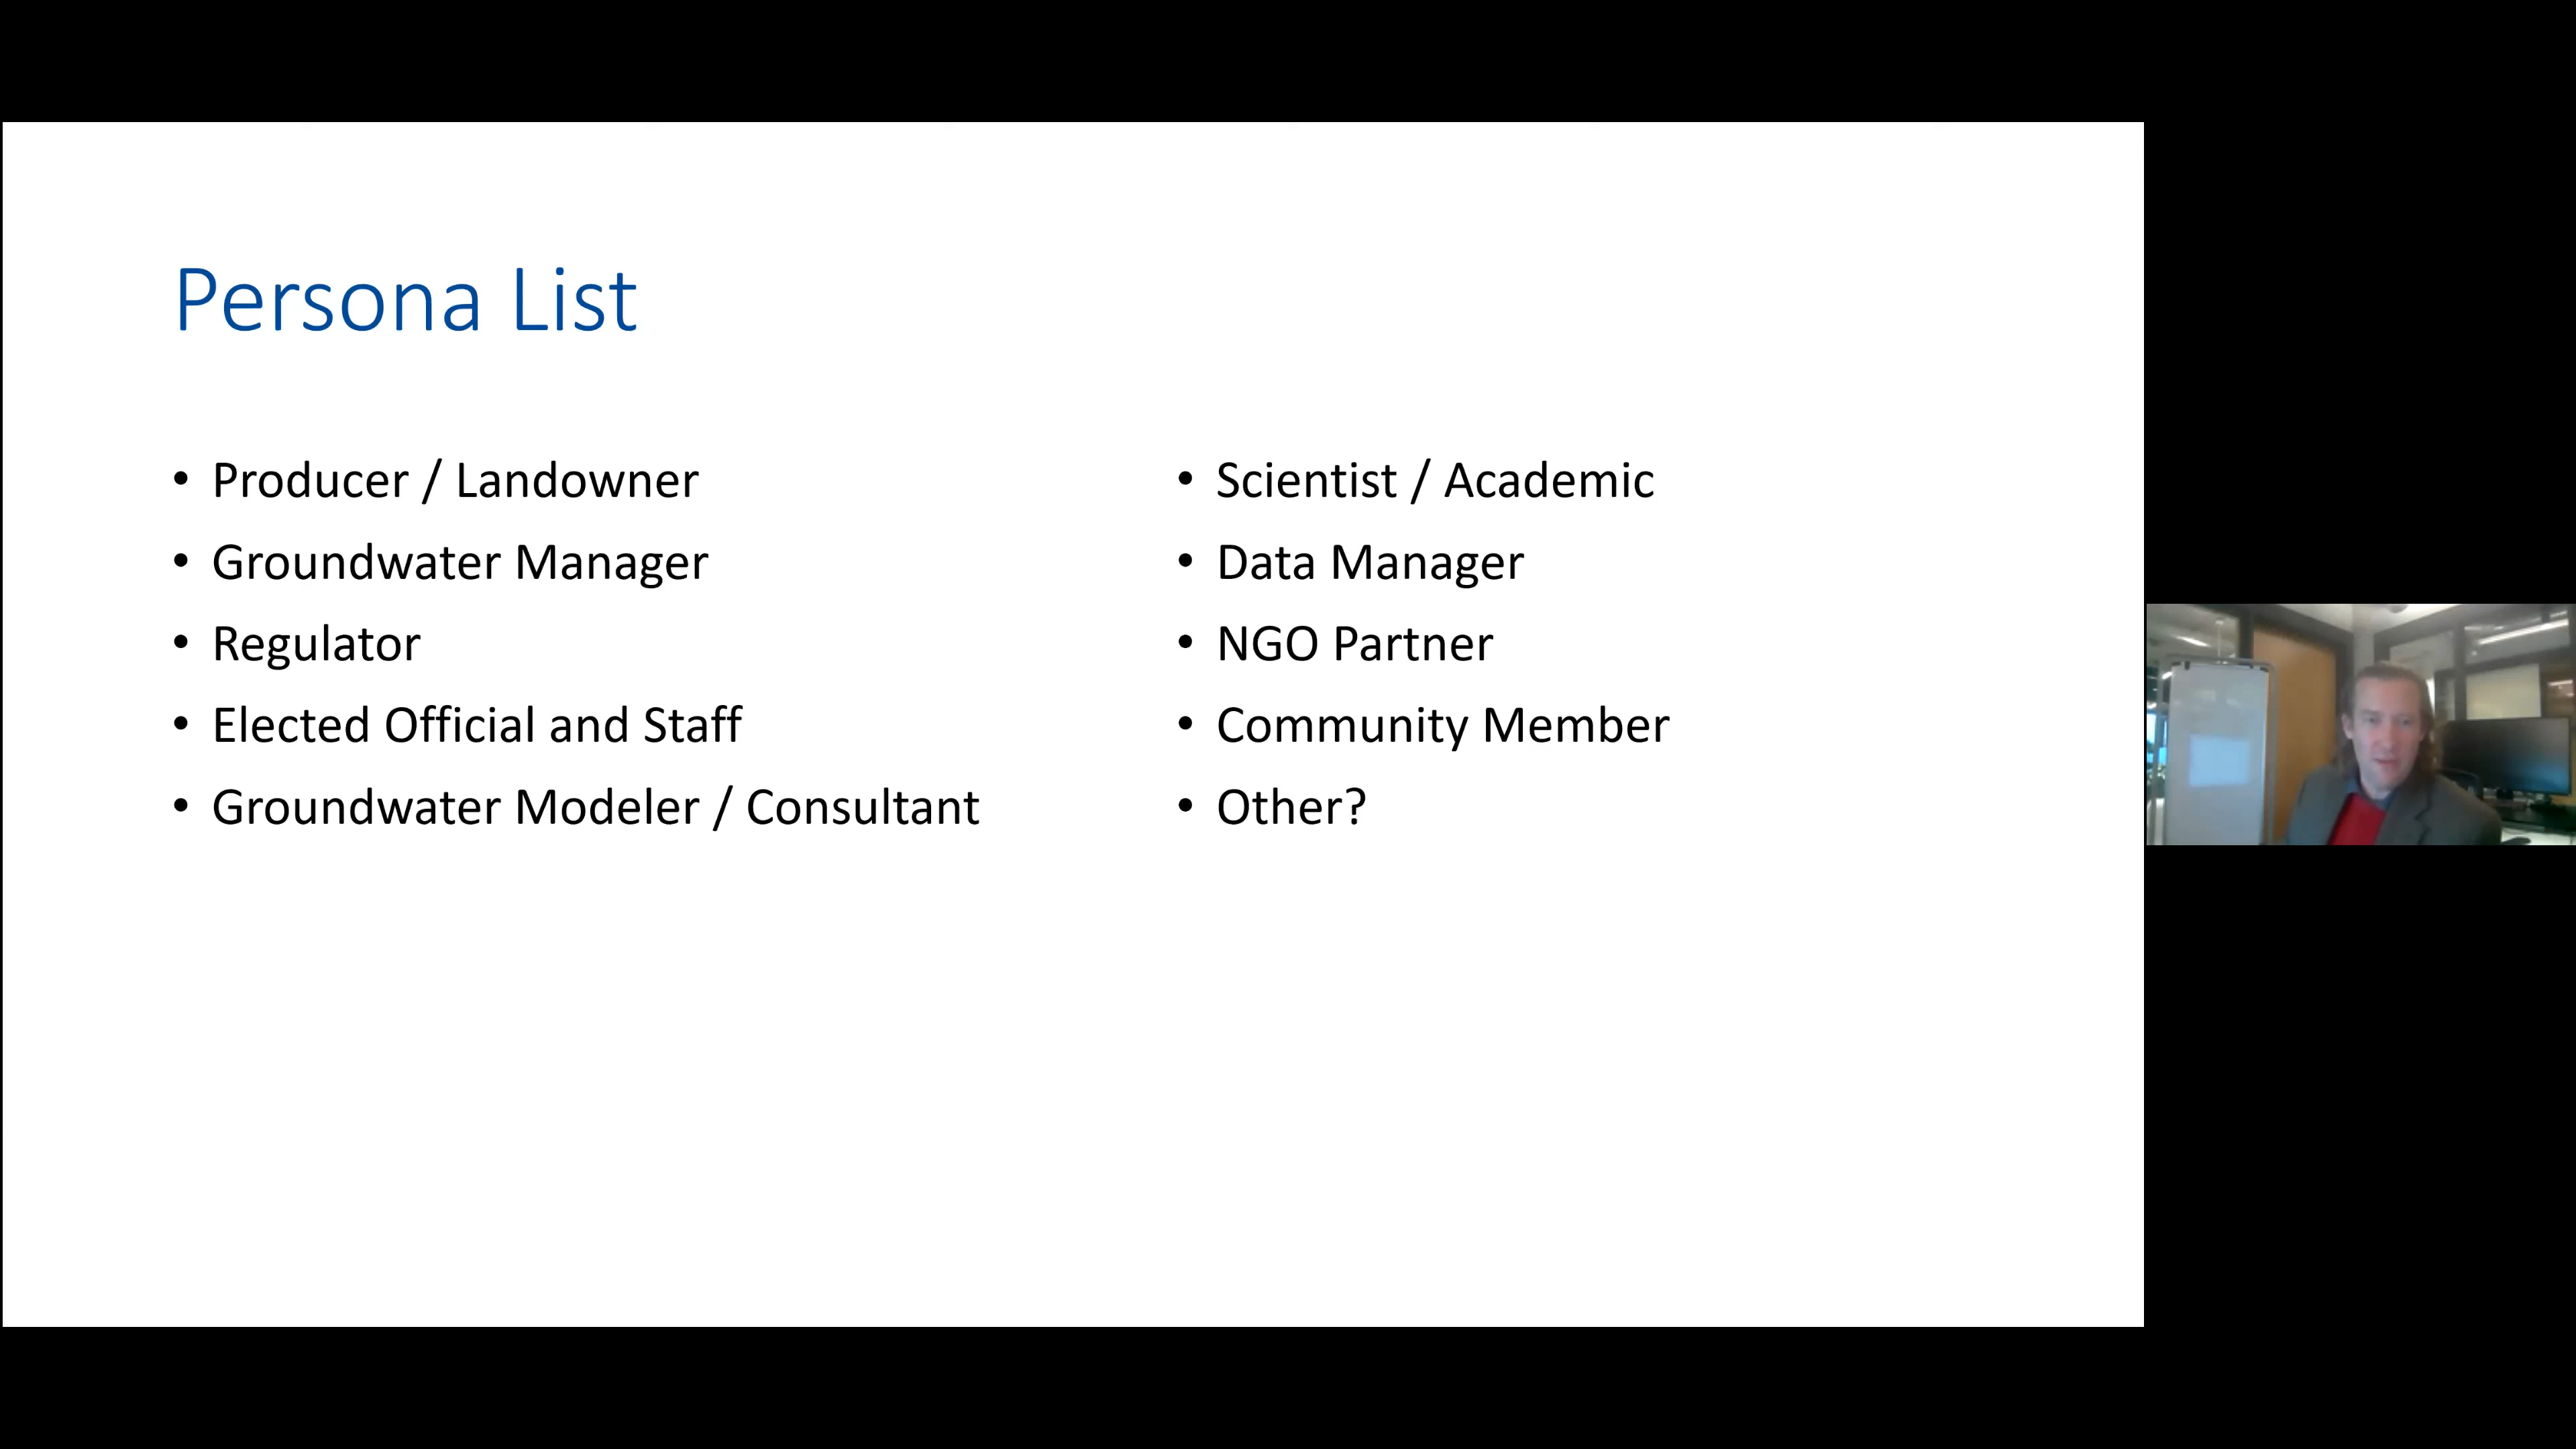 Persona List
• Producer / Landowner
• Groundwater Manager
• Regulator
• Elected Official and Staff
• Groundwater Modeler / Consultant
• Scientist / Academic
• Data Manager
• NGO Partner
• Community Member
• Other?